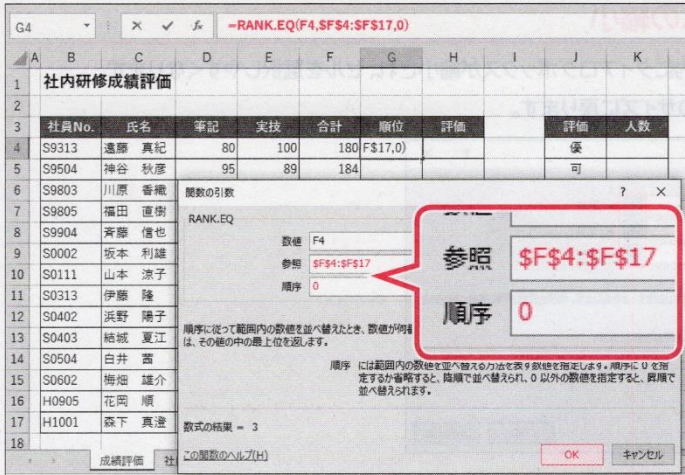 G4 × ✓ fx =RANK.EQ(F4,$F$4:$F$17,0)
A B C D E F G H I J K
1 社内研修成績評価
2
3 社員No. 氏名 筆記 実技 合計 順位 評価 評価 人数
4 S9313 遠藤 真紀 80 100 180 F$17,0) 優
5 S9504 神谷 秋彦 95 89 184 可
6 S9803 川原 香織
7 S9805 福田 直樹
8 S9904 斉藤 信也
9 S0002 坂本 利雄
10 S0111 山本 涼子
11 S0313 伊藤 隆
12 S0402 浜野 陽子
13 S0403 結城 夏江
14 S0504 白井 茜
15 S0602 梅畑 雄介
16 H0905 花岡 順
17 H1001 森下 真澄
18
関数の引数 ? ×
RANK.EQ
数値 F4
参照 $F$4:$F$17
順序 0
参照 $F$4:$F$17
順序 0
順序に従って範囲内の数値を並べ替えたとき、数値が何番
は、その値の中の最上位を返します。
順序 には範囲内の数値を並べ替える方法を表す数値を指定します。順序に 0 を指
定するか省略すると、降順で並べ替えられ、0 以外の数値を指定すると、昇順で
並べ替えられます。
数式の結果 = 3
この関数のヘルプ(H)
OK キャンセル
成績評価 社